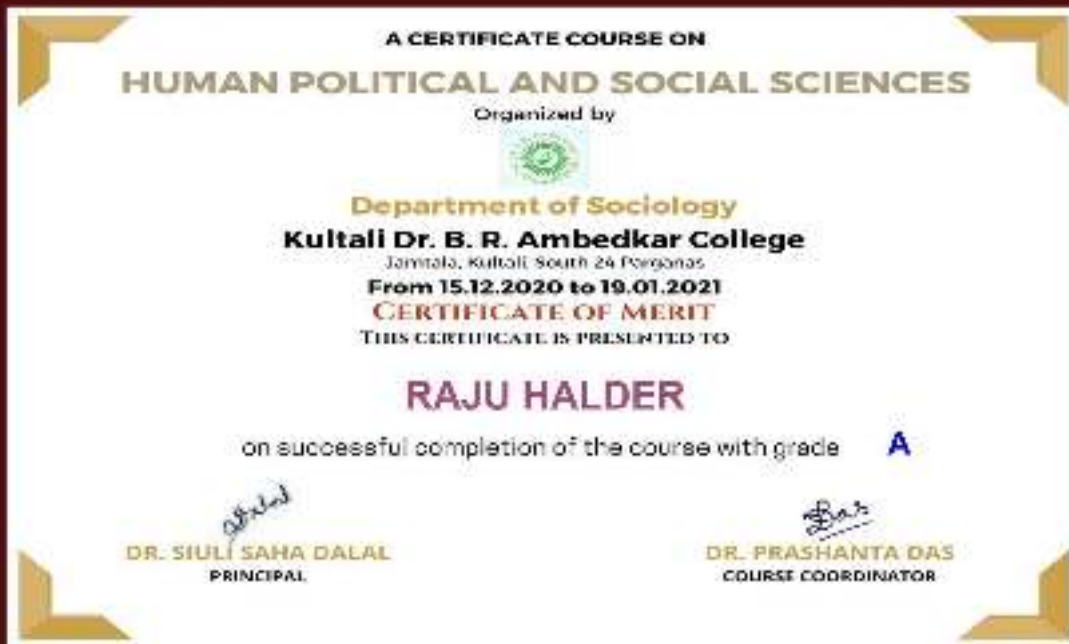 A CERTIFICATE COURSE ON
HUMAN POLITICAL AND SOCIAL SCIENCES
Organized by
Department of Sociology
Kultali Dr. B. R. Ambedkar College
Jamtala, Kultali, South 24 Parganas
From 15.12.2020 to 19.01.2021
CERTIFICATE OF MERIT
THIS CERTIFICATE IS PRESENTED TO
RAJU HALDER
on successful completion of the course with grade A
DR. SIULI SAHA DALAL
PRINCIPAL
Das
DR. PRASHANTA DAS
COURSE COORDINATOR